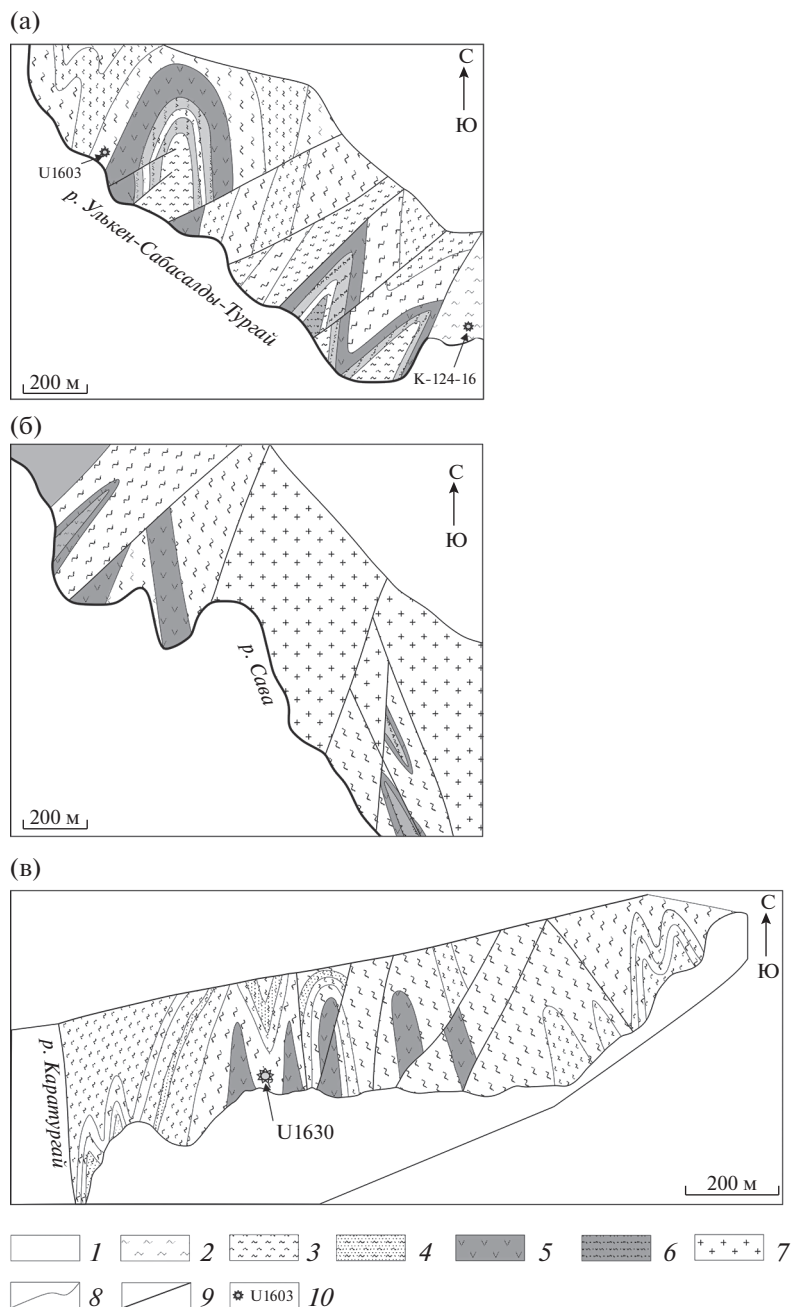 (а)
С
Ю
U1603
р. Улькен-Сабасалды-Тургай
K-124-16
200 м
(б)
С
Ю
р. Сава
200 м
(в)
С
Ю
р. Каратургай
U1630
200 м
1 2 3 4 5 6 7
8 9 U1603 10